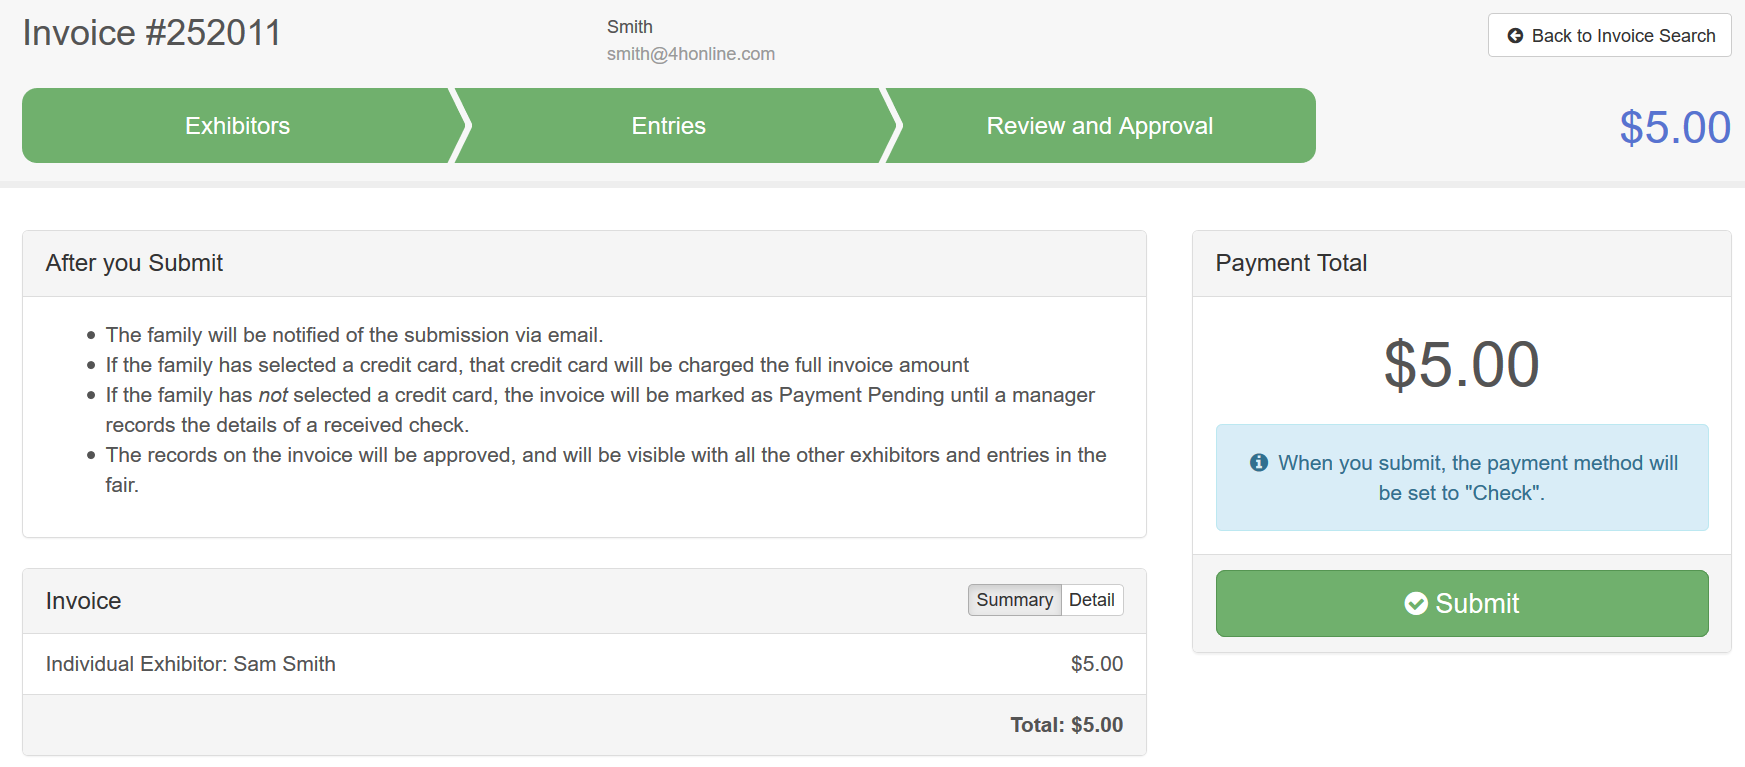 Invoice #252011
Smith
smith@4honline.com
Back to Invoice Search
Exhibitors
Entries
Review and Approval
$5.00
After you Submit
The family will be notified of the submission via email.
If the family has selected a credit card, that credit card will be charged the full invoice amount
If the family has not selected a credit card, the invoice will be marked as Payment Pending until a manager
records the details of a received check.
The records on the invoice will be approved, and will be visible with all the other exhibitors and entries in the
fair.
Payment Total
$5.00
When you submit, the payment method will
be set to "Check".
Submit
Invoice
Summary
Detail
Individual Exhibitor: Sam Smith
$5.00
Total: $5.00